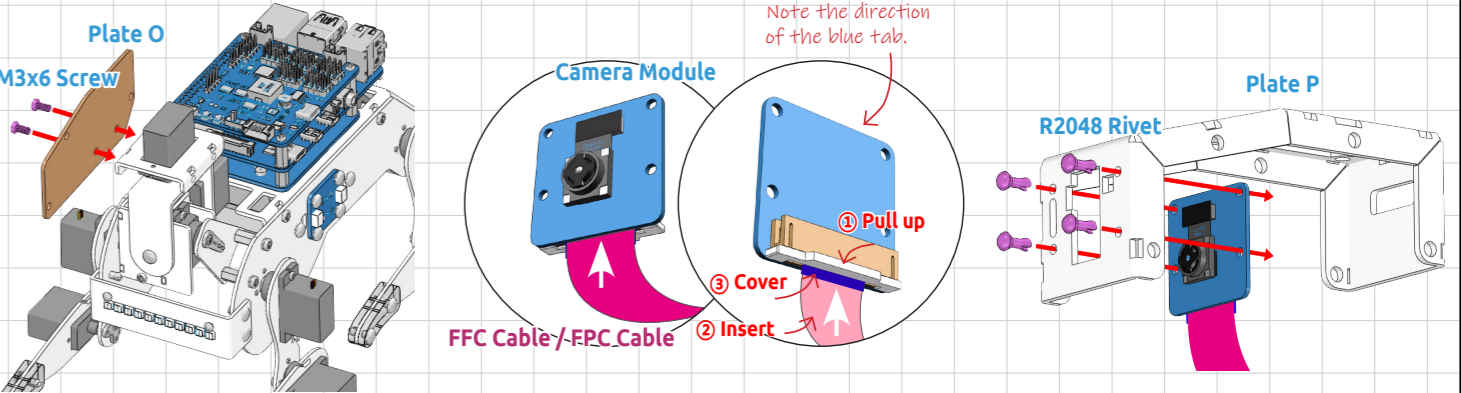 Plate O
M3x6 Screw
Camera Module
FFC Cable / FPC Cable
Note the direction
of the blue tab.
① Pull up
③ Cover
② Insert
Plate P
R2048 Rivet